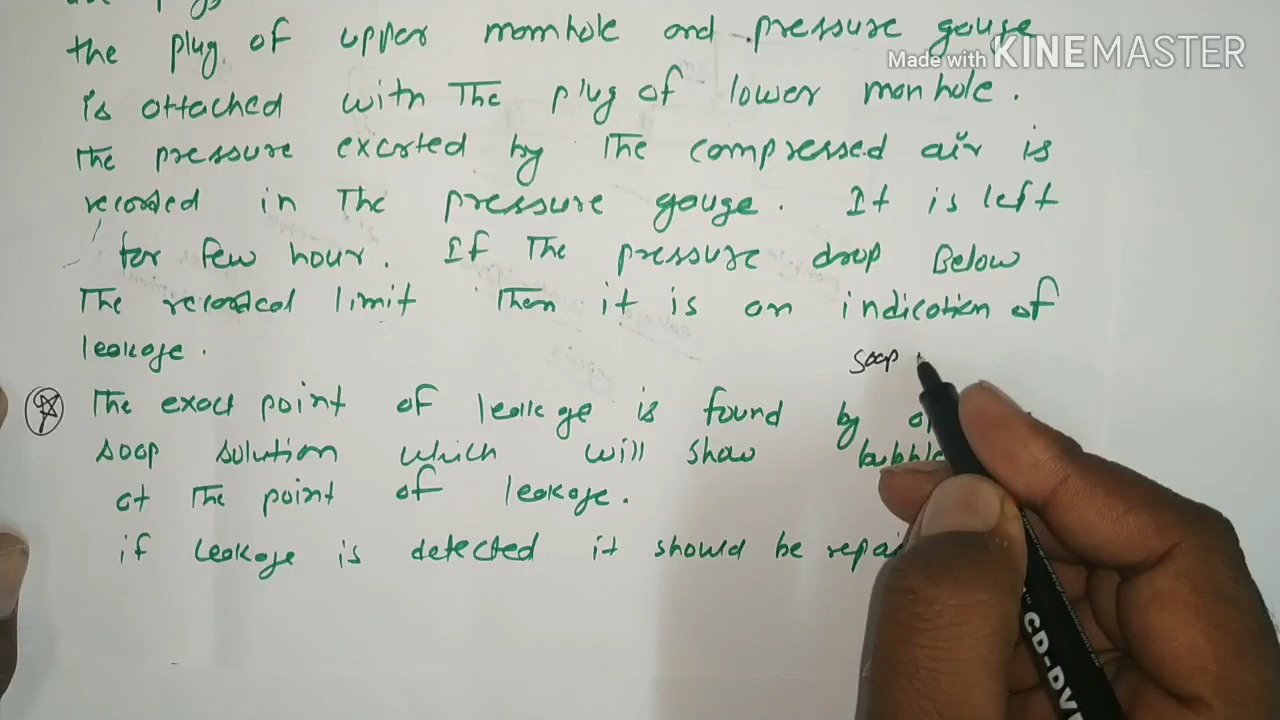 the plug of upper manhole and pressure gauge
Made with KINEMASTER
is attached with The plug of lower manhole.
The pressure exerted by The compressed air is
recorded in The pressure gauge. It is left
for few hour. If The pressure drop Below
The recorded limit Then it is an indication of
leakage.
soap
The exact point of leakage is found by
soap solution which will show bubble
at The point of leakage.
if leakage is detected it should be
CD-DVD